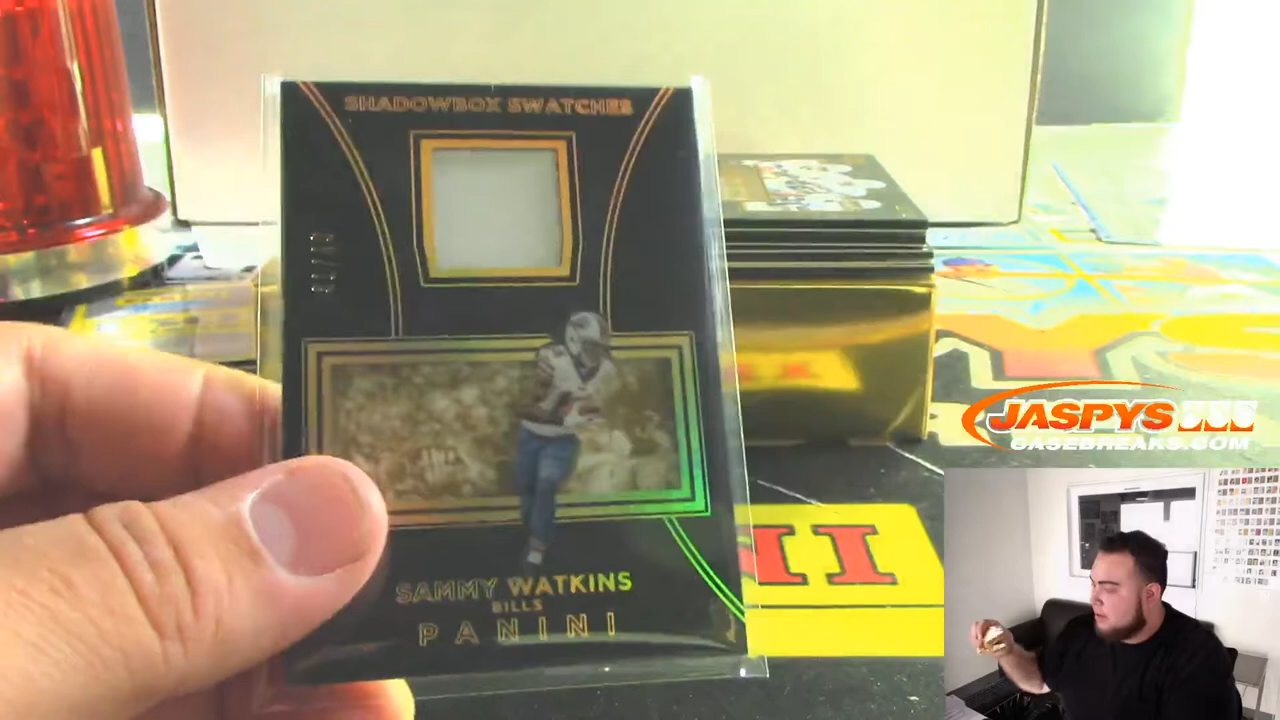 SHADOWBOX SWATCHES
SAMMY WATKINS
BILLS
PANINI
JASPYS
CASEBREAKS.COM